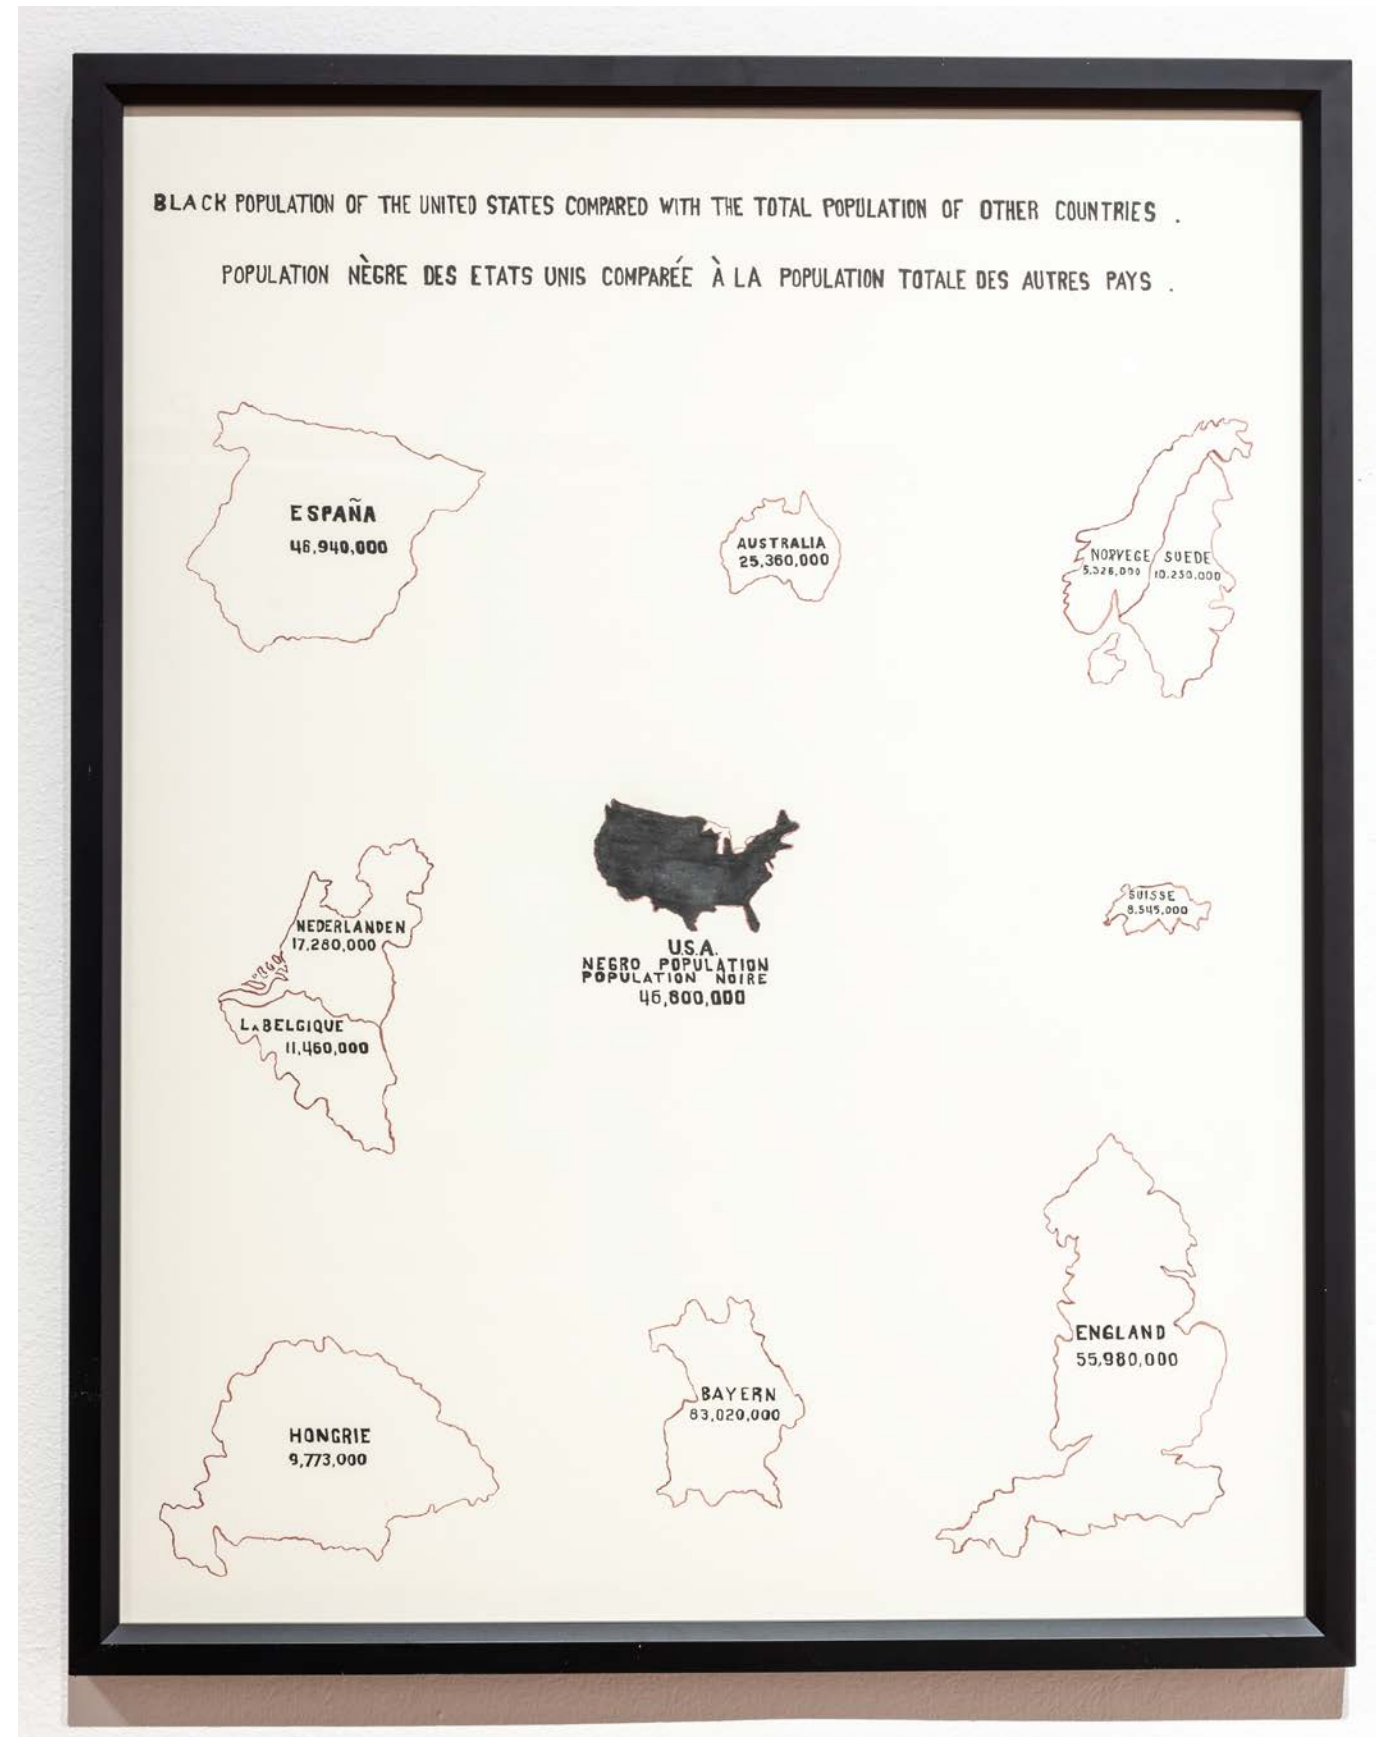 BLACK POPULATION OF THE UNITED STATES COMPARED WITH THE TOTAL POPULATION OF OTHER COUNTRIES .
POPULATION NÈGRE DES ETATS UNIS COMPARÉE À LA POPULATION TOTALE DES AUTRES PAYS .
ESPAÑA
46,940,000
AUSTRALIA
25,360,000
NORVEGE
5,326,000
SUEDE
10.230,000
NEDERLANDEN
17,280,000
LA BELGIQUE
11,460,000
U.S.A.
NEGRO POPULATION
POPULATION NOIRE
46,800,000
SUISSE
8,545,000
HONGRIE
9,773,000
BAYERN
83,020,000
ENGLAND
55,980,000